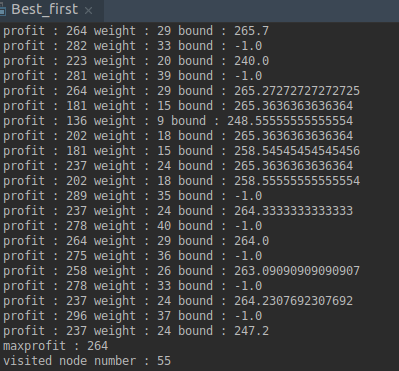 Best_first ×
profit : 264 weight : 29 bound : 265.7
profit : 282 weight : 33 bound : -1.0
profit : 223 weight : 20 bound : 240.0
profit : 281 weight : 39 bound : -1.0
profit : 264 weight : 29 bound : 265.27272727272725
profit : 181 weight : 15 bound : 265.3636363636364
profit : 136 weight : 9 bound : 248.55555555555554
profit : 202 weight : 18 bound : 265.3636363636364
profit : 181 weight : 15 bound : 258.54545454545456
profit : 237 weight : 24 bound : 265.3636363636364
profit : 202 weight : 18 bound : 258.55555555555554
profit : 289 weight : 35 bound : -1.0
profit : 237 weight : 24 bound : 264.3333333333333
profit : 278 weight : 40 bound : -1.0
profit : 264 weight : 29 bound : 264.0
profit : 275 weight : 36 bound : -1.0
profit : 258 weight : 26 bound : 263.09090909090907
profit : 278 weight : 33 bound : -1.0
profit : 237 weight : 24 bound : 264.2307692307692
profit : 296 weight : 37 bound : -1.0
profit : 237 weight : 24 bound : 247.2
maxprofit : 264
visited node number : 55